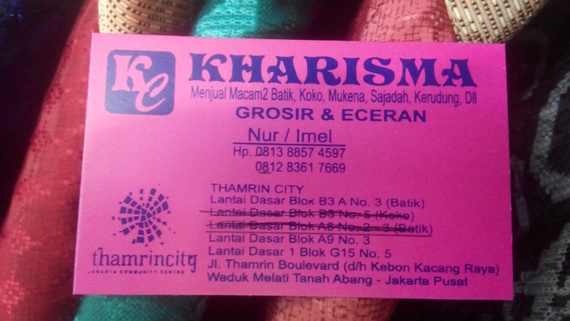 KC
KHARISMA
Menjual Macam2 Batik, Koko, Mukena, Sajadah, Kerudung, Dll
GROSIR & ECERAN
Nur / Imel
Hp. 0813 8857 4597
0812 8361 7669
THAMRIN CITY
Lantai Dasar Blok B3 A No. 3 (Batik)
Lantai Dasar Blok B3 No. 5 (Koko)
Lantai Dasar Blok A6 No. 2 - 3 (Batik)
Lantai Dasar Blok A9 No. 3
Lantai Dasar 1 Blok G15 No. 5
Jl. Thamrin Boulevard (d/h Kebon Kacang Raya)
Waduk Melati Tanah Abang - Jakarta Pusat
thamrincity
JAKARTA COMMUNITY CENTRE